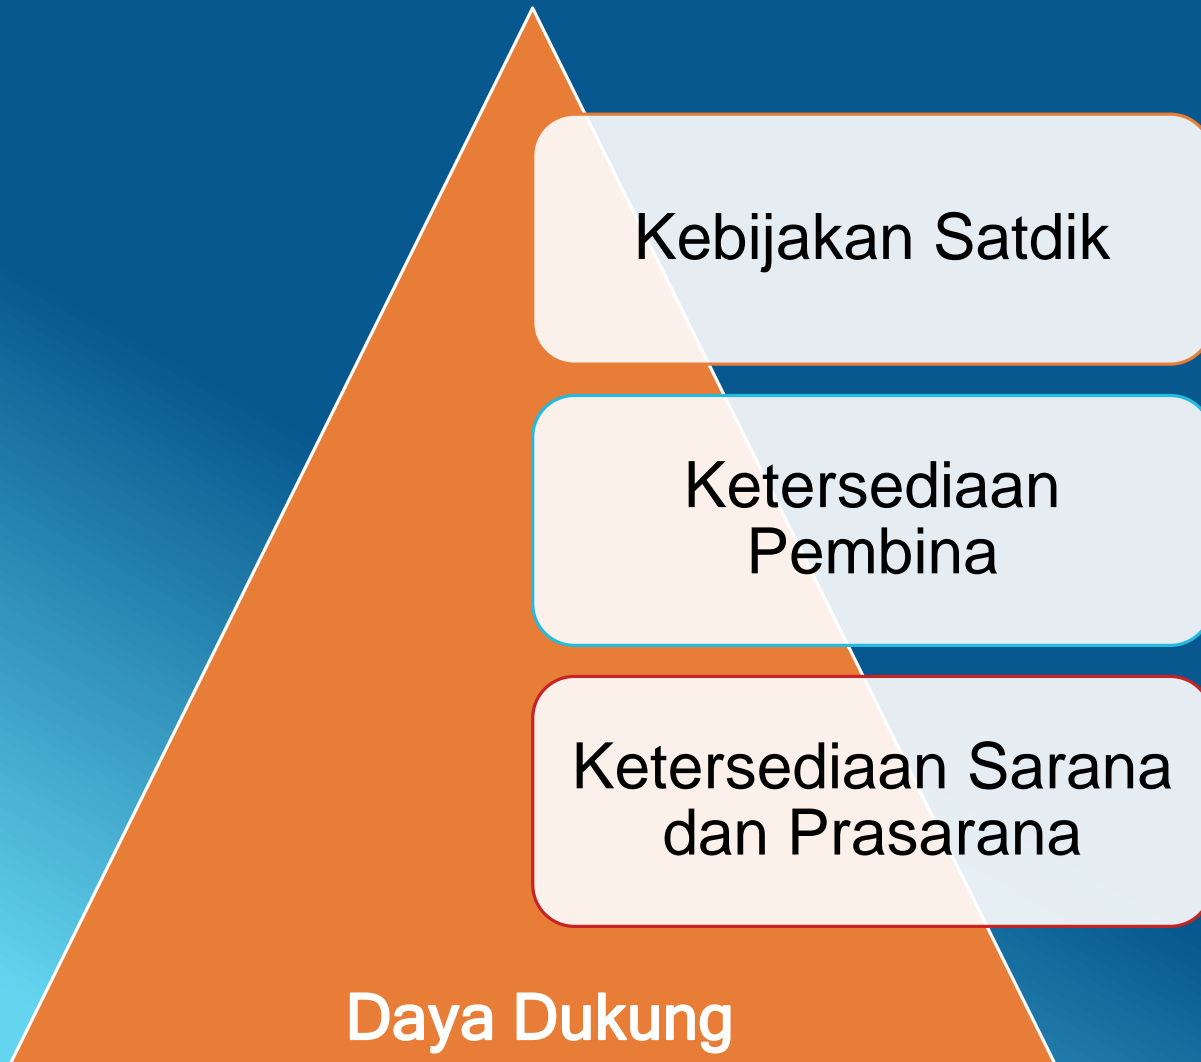 Kebijakan Satdik
Ketersediaan
Pembina
Ketersediaan Sarana
dan Prasarana
Daya Dukung